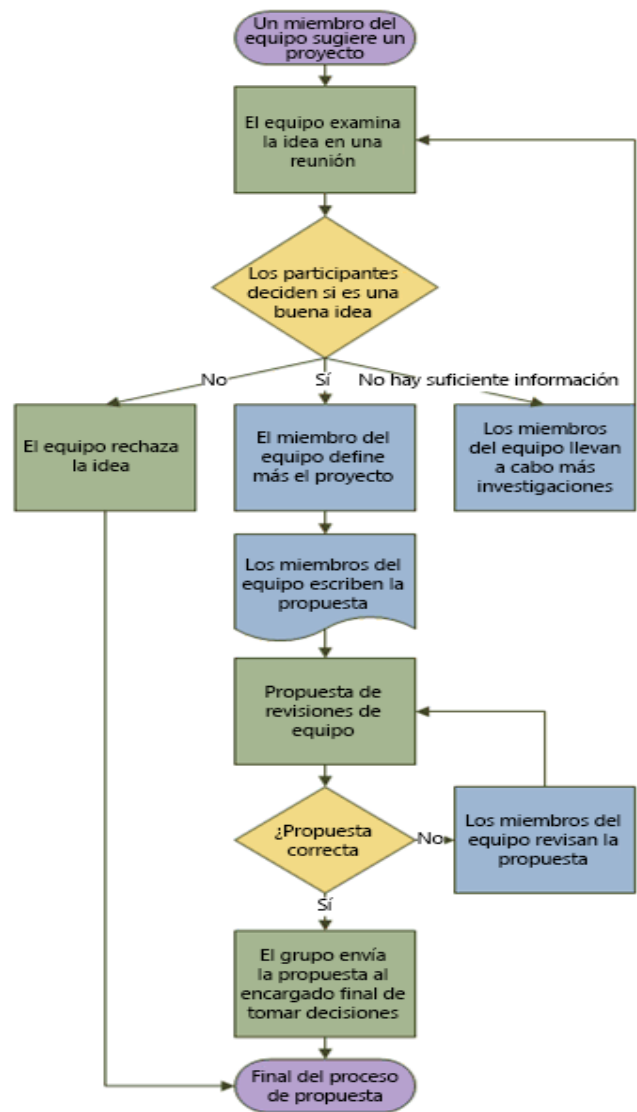 Un miembro del
equipo sugiere un
proyecto
El equipo examina
la idea en una
reunión
Los participantes
deciden si es una
buena idea
No
Sí
No hay suficiente información
El equipo rechaza
la idea
El miembro del
equipo define
más el proyecto
Los miembros
del equipo llevan
a cabo más
investigaciones
Los miembros del
equipo escriben la
propuesta
Propuesta de
revisiones de
equipo
¿Propuesta
correcta
No
Los miembros del
equipo revisan la
propuesta
Sí
El grupo envía
la propuesta al
encargado final de
tomar decisiones
Final del proceso
de propuesta